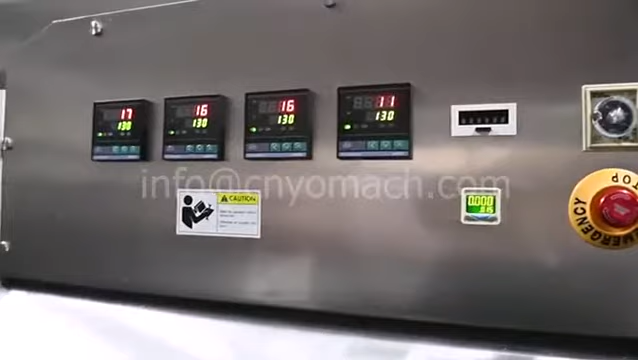 17
130
16
130
16
130
11
130
info@cnyomach.com
CAUTION
0.000
EMERGENCY
STOP